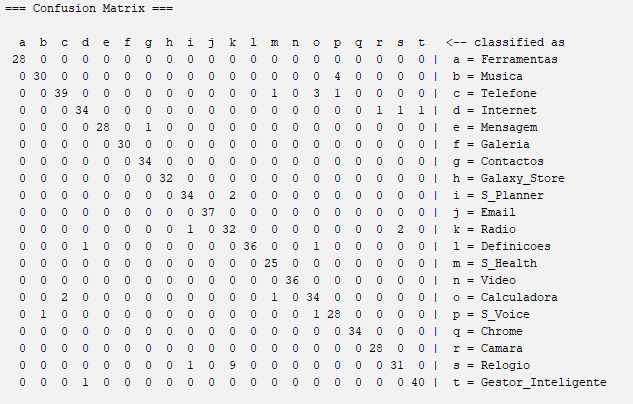 === Confusion Matrix ===
a b c d e f g h i j k l m n o p q r s t <-- classified as
28 0 0 0 0 0 0 0 0 0 0 0 0 0 0 0 0 0 0 0 | a = Ferramentas
0 30 0 0 0 0 0 0 0 0 0 0 0 0 0 4 0 0 0 0 | b = Musica
0 0 39 0 0 0 0 0 0 0 0 0 1 0 3 1 0 0 0 0 | c = Telefone
0 0 0 34 0 0 0 0 0 0 0 0 0 0 0 0 0 1 1 1 | d = Internet
0 0 0 0 28 0 1 0 0 0 0 0 0 0 0 0 0 0 0 0 | e = Mensagem
0 0 0 0 0 30 0 0 0 0 0 0 0 0 0 0 0 0 0 0 | f = Galeria
0 0 0 0 0 0 34 0 0 0 0 0 0 0 0 0 0 0 0 0 | g = Contactos
0 0 0 0 0 0 0 32 0 0 0 0 0 0 0 0 0 0 0 0 | h = Galaxy_Store
0 0 0 0 0 0 0 0 34 0 2 0 0 0 0 0 0 0 0 0 | i = S_Planner
0 0 0 0 0 0 0 0 0 37 0 0 0 0 0 0 0 0 0 0 | j = Email
0 0 0 0 0 0 0 0 1 0 32 0 0 0 0 0 0 0 2 0 | k = Radio
0 0 0 1 0 0 0 0 0 0 0 36 0 0 1 0 0 0 0 0 | l = Definicoes
0 0 0 0 0 0 0 0 0 0 0 0 25 0 0 0 0 0 0 0 | m = S_Health
0 0 0 0 0 0 0 0 0 0 0 0 0 36 0 0 0 0 0 0 | n = Video
0 0 2 0 0 0 0 0 0 0 0 0 1 0 34 0 0 0 0 0 | o = Calculadora
0 1 0 0 0 0 0 0 0 0 0 0 0 0 1 28 0 0 0 0 | p = S_Voice
0 0 0 0 0 0 0 0 0 0 0 0 0 0 0 0 34 0 0 0 | q = Chrome
0 0 0 0 0 0 0 0 0 0 0 0 0 0 0 0 0 28 0 0 | r = Camara
0 0 0 0 0 0 0 0 1 0 9 0 0 0 0 0 0 0 31 0 | s = Relogio
0 0 0 1 0 0 0 0 0 0 0 0 0 0 0 0 0 0 0 40 | t = Gestor_Inteligente